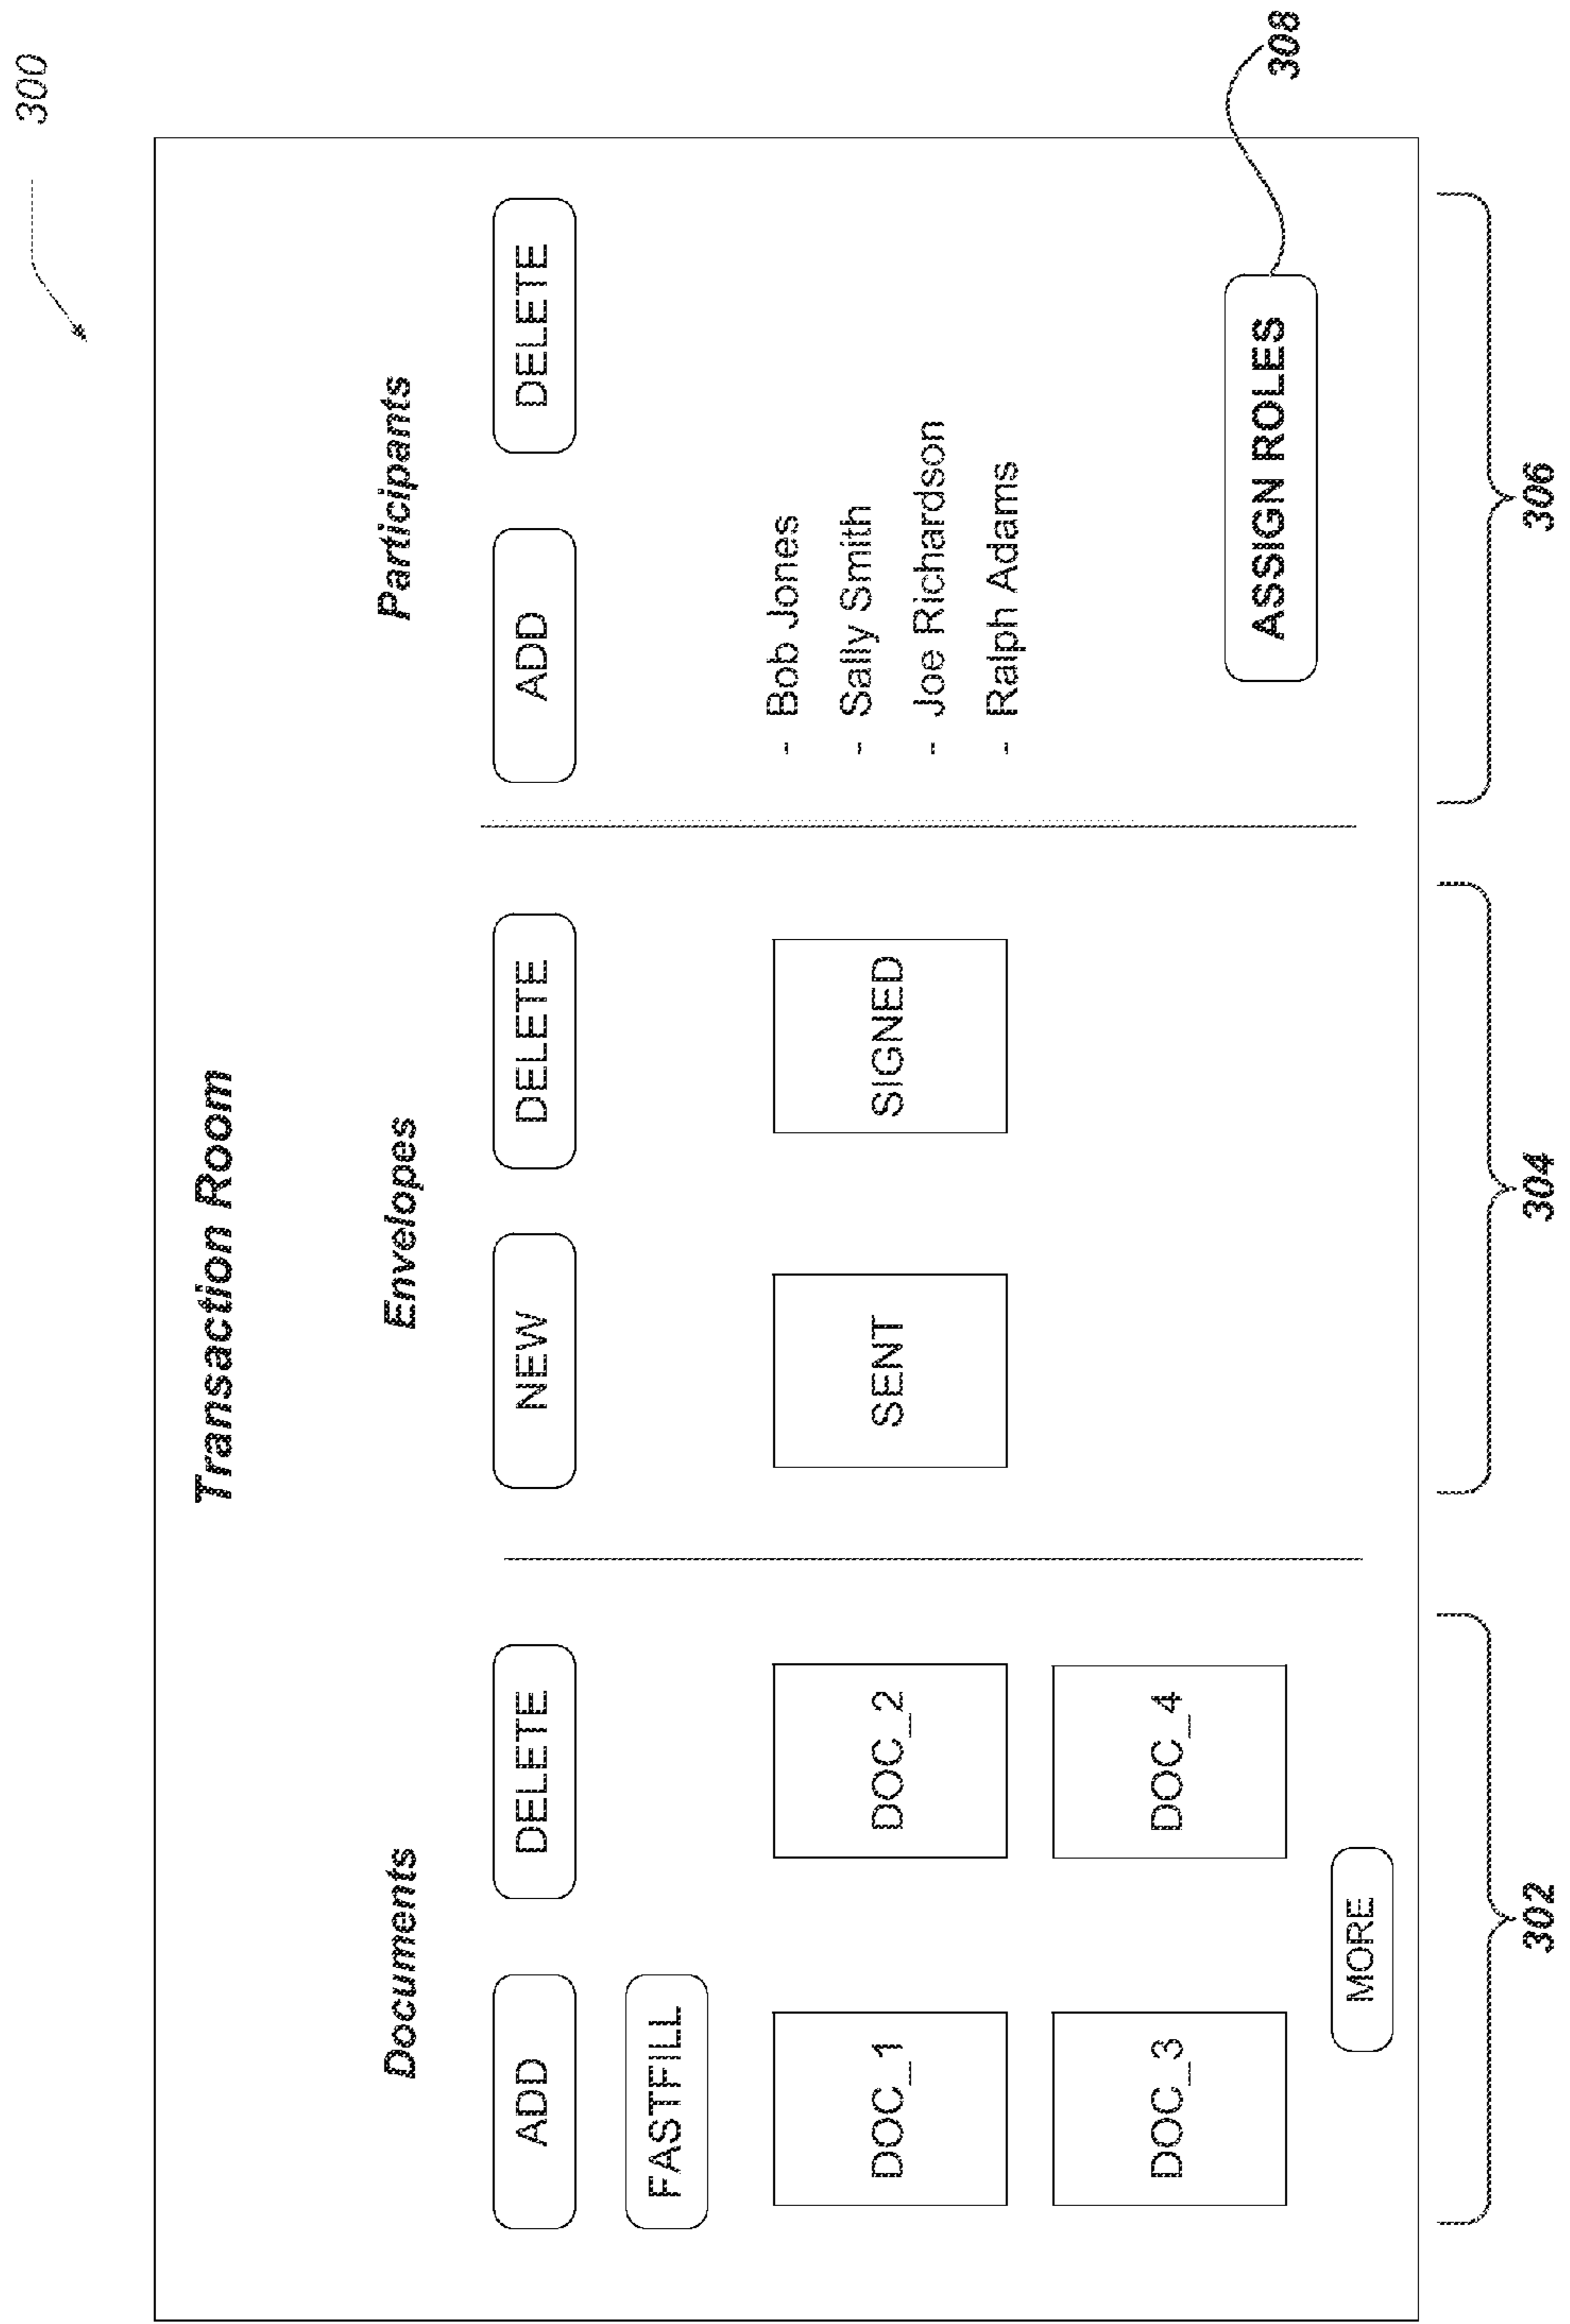 300
Transaction Room
Documents
Envelopes
Participants
ADD
DELETE
NEW
DELETE
ADD
DELETE
FASTFILL
DOC_1
DOC_2
SENT
SIGNED
- Bob Jones
- Sally Smith
- Joe Richardson
- Ralph Adams
DOC_3
DOC_4
ASSIGN ROLES
308
MORE
302
304
306